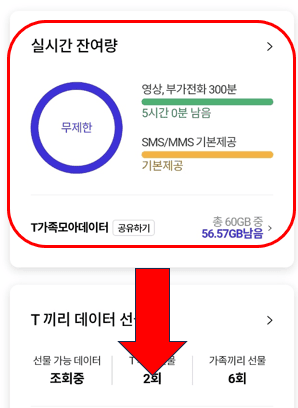 실시간 잔여량
영상, 부가전화 300분
무제한
5시간 0분 남음
SMS/MMS 기본제공
기본제공
T가족모아데이터 공유하기
총 60GB 중
56.57GB남음
T 끼리 데이터 선
선물 가능 데이터
조회중
T
물
2회
가족끼리 선물
6회